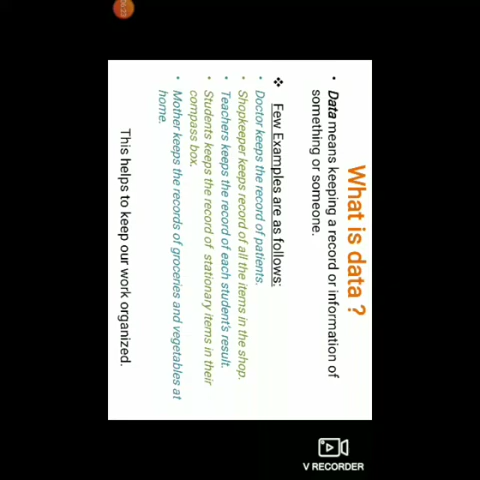 What is data ?
• Data means keeping a record or information of
something or someone.
❖ Few Examples are as follows:
• Doctor keeps the record of patients.
• Shopkeeper keeps record of all the items in the shop.
• Teachers keeps the record of each student's result.
• Students keeps the record of stationary items in their
compass box.
• Mother keeps the records of groceries and vegetables at
home.
This helps to keep our work organized.
V RECORDER